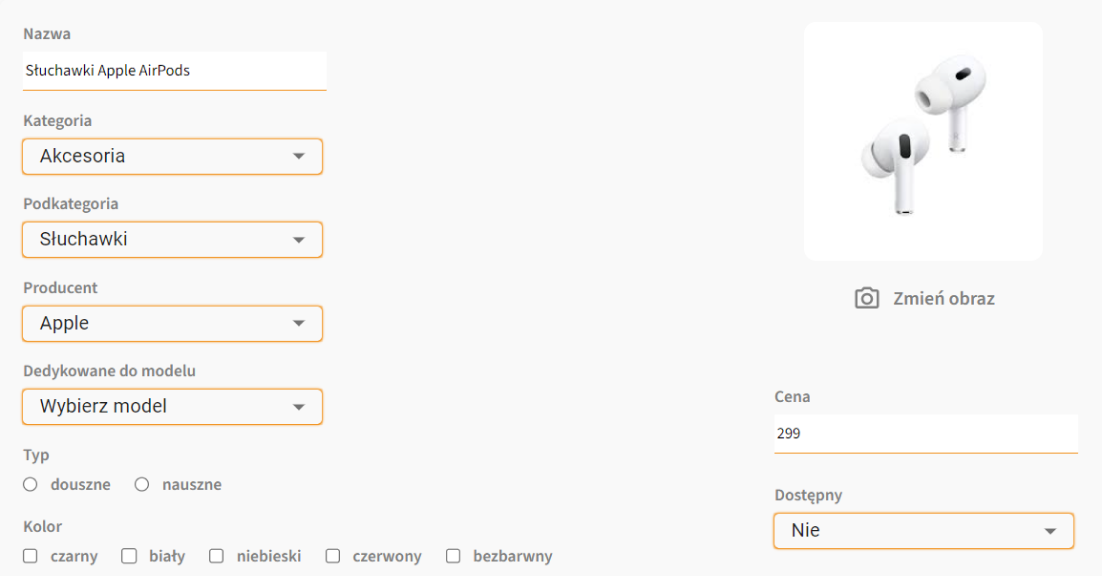 Nazwa
Słuchawki Apple AirPods
Kategoria
Akcesoria
Podkategoria
Słuchawki
Producent
Apple
Dedykowane do modelu
Wybierz model
Typ
douszne nauszne
Kolor
czarny biały niebieski czerwony bezbarwny
Zmień obraz
Cena
299
Dostępny
Nie